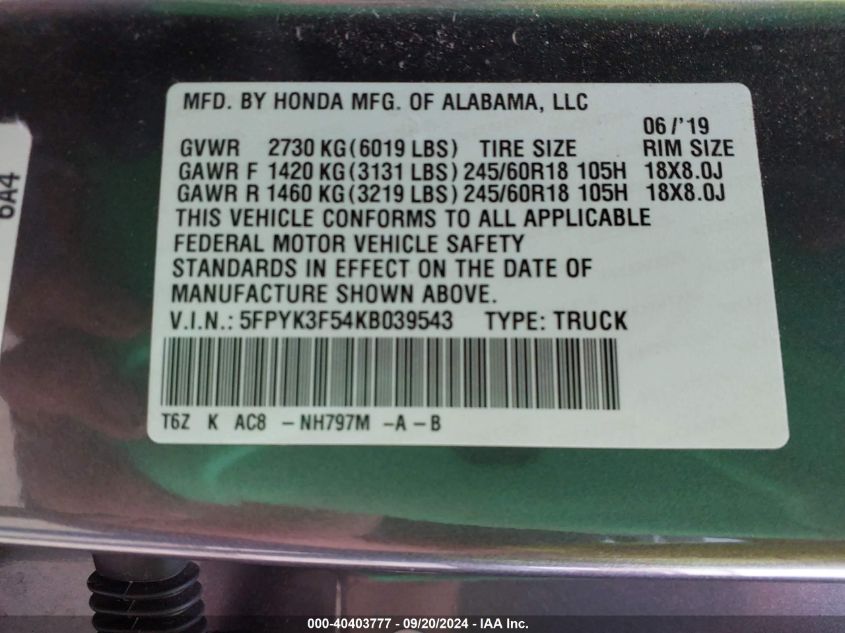 MFD. BY HONDA MFG. OF ALABAMA, LLC
06/'19
GVWR 2730 KG(6019 LBS) TIRE SIZE RIM SIZE
GAWR F 1420 KG(3131 LBS) 245/60R18 105H 18X8.0J
GAWR R 1460 KG(3219 LBS) 245/60R18 105H 18X8.0J
THIS VEHICLE CONFORMS TO ALL APPLICABLE
FEDERAL MOTOR VEHICLE SAFETY
STANDARDS IN EFFECT ON THE DATE OF
MANUFACTURE SHOWN ABOVE.
V.I.N.: 5FPYK3F54KB039543 TYPE: TRUCK
T6Z K AC8 -NH797M -A-B
6A4
000-40403777 - 09/20/2024 - IAA Inc.